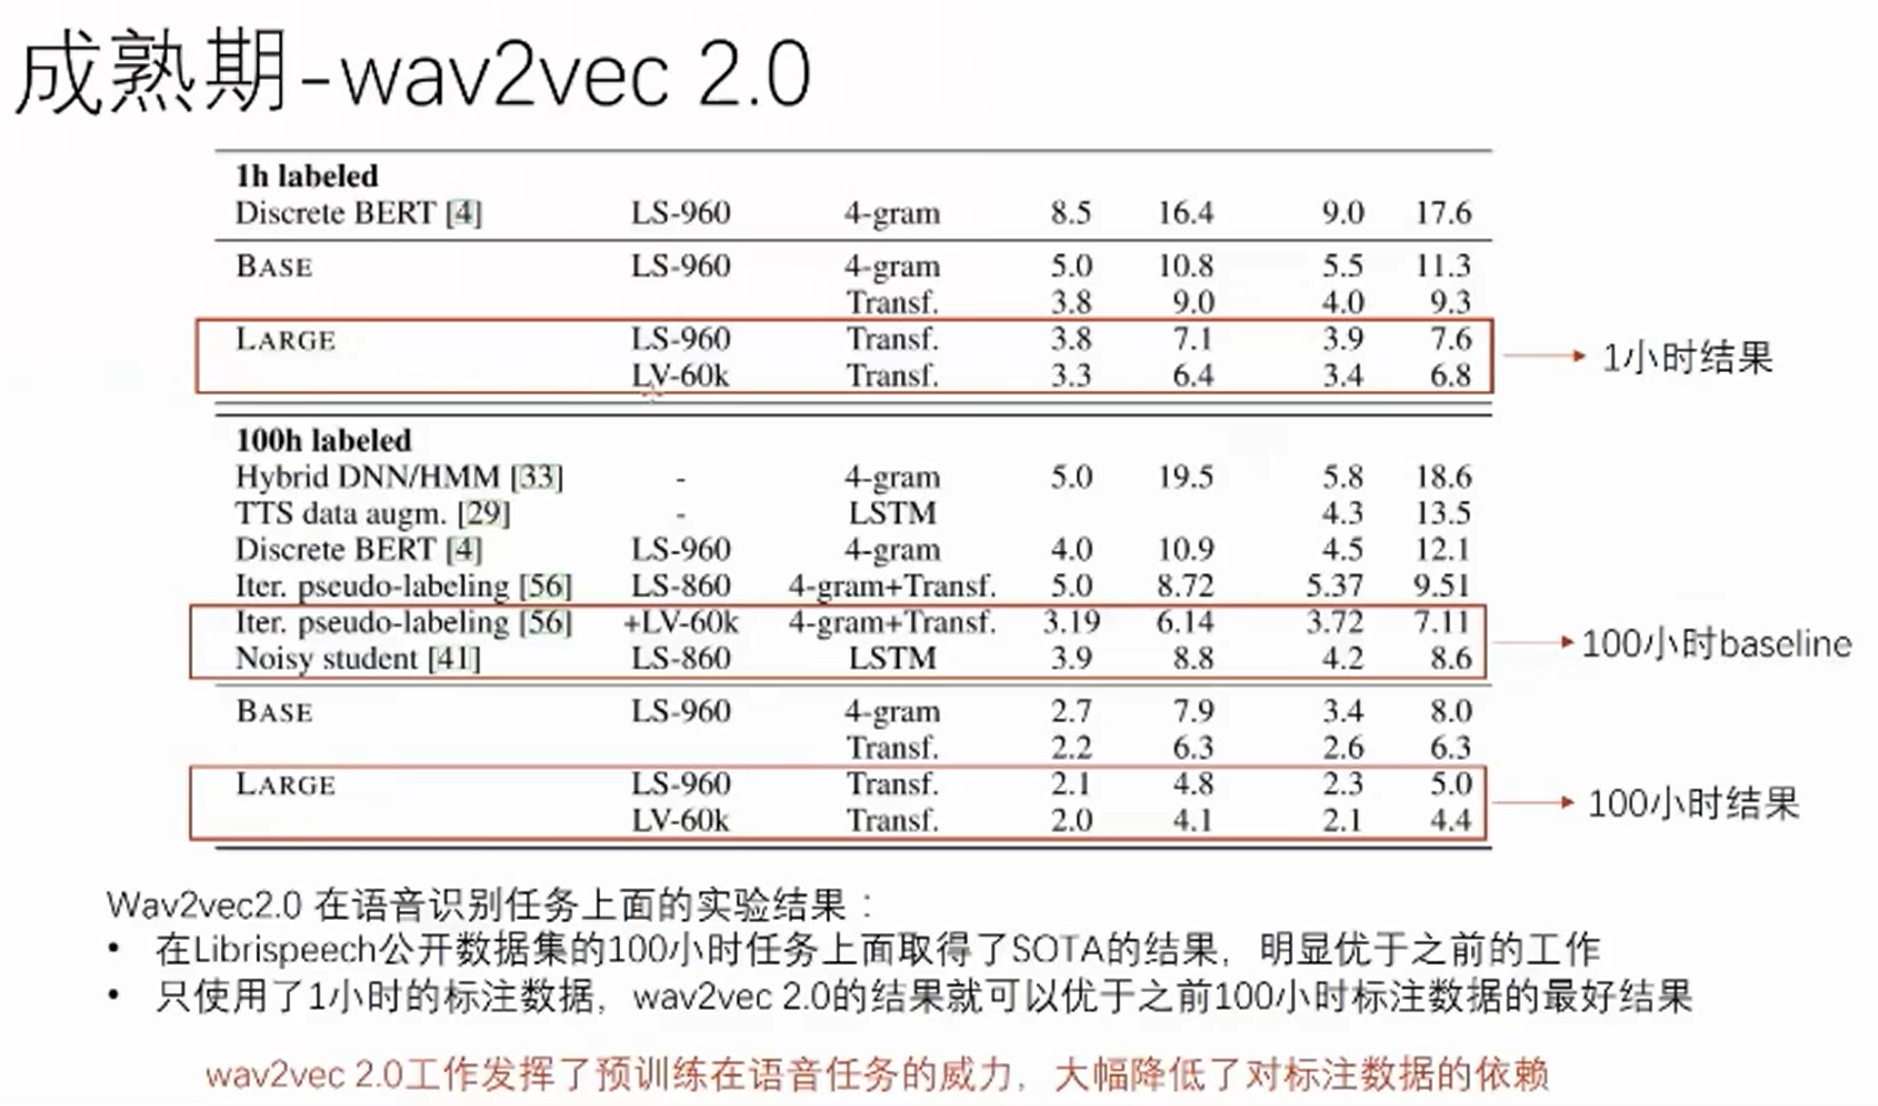 成熟期-wav2vec 2.0
1h labeled
Discrete BERT [4] LS-960 4-gram 8.5 16.4 9.0 17.6
BASE LS-960 4-gram 5.0 10.8 5.5 11.3
Transf. 3.8 9.0 4.0 9.3
LARGE LS-960 Transf. 3.8 7.1 3.9 7.6
LV-60k Transf. 3.3 6.4 3.4 6.8
1小时结果
100h labeled
Hybrid DNN/HMM [33] - 4-gram 5.0 19.5 5.8 18.6
TTS data augm. [29] - LSTM 4.3 13.5
Discrete BERT [4] LS-960 4-gram 4.0 10.9 4.5 12.1
Iter. pseudo-labeling [56] LS-860 4-gram+Transf. 5.0 8.72 5.37 9.51
Iter. pseudo-labeling [56] +LV-60k 4-gram+Transf. 3.19 6.14 3.72 7.11
Noisy student [41] LS-860 LSTM 3.9 8.8 4.2 8.6
100小时baseline
BASE LS-960 4-gram 2.7 7.9 3.4 8.0
Transf. 2.2 6.3 2.6 6.3
LARGE LS-960 Transf. 2.1 4.8 2.3 5.0
LV-60k Transf. 2.0 4.1 2.1 4.4
100小时结果
Wav2vec2.0 在语音识别任务上面的实验结果：
• 在Librispeech公开数据集的100小时任务上面取得了SOTA的结果，明显优于之前的工作
• 只使用了1小时的标注数据，wav2vec 2.0的结果就可以优于之前100小时标注数据的最好结果
wav2vec 2.0工作发挥了预训练在语音任务的威力，大幅降低了对标注数据的依赖